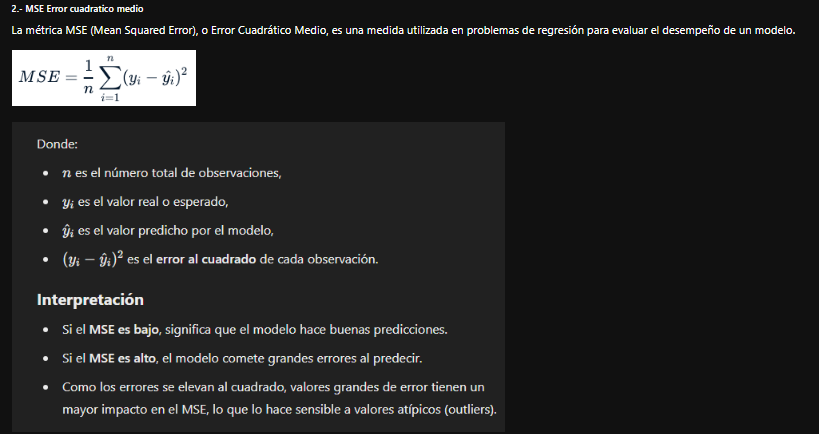 2.- MSE Error cuadratico medio
La métrica MSE (Mean Squared Error), o Error Cuadrático Medio, es una medida utilizada en problemas de regresión para evaluar el desempeño de un modelo.
$MSE = \frac{1}{n} \sum_{i=1}^{n} (y_i - \hat{y}_i)^2$
Donde:
• $n$ es el número total de observaciones,
• $y_i$ es el valor real o esperado,
• $\hat{y}_i$ es el valor predicho por el modelo,
• $(y_i - \hat{y}_i)^2$ es el error al cuadrado de cada observación.
Interpretación
• Si el MSE es bajo, significa que el modelo hace buenas predicciones.
• Si el MSE es alto, el modelo comete grandes errores al predecir.
• Como los errores se elevan al cuadrado, valores grandes de error tienen un
mayor impacto en el MSE, lo que lo hace sensible a valores atípicos (outliers).